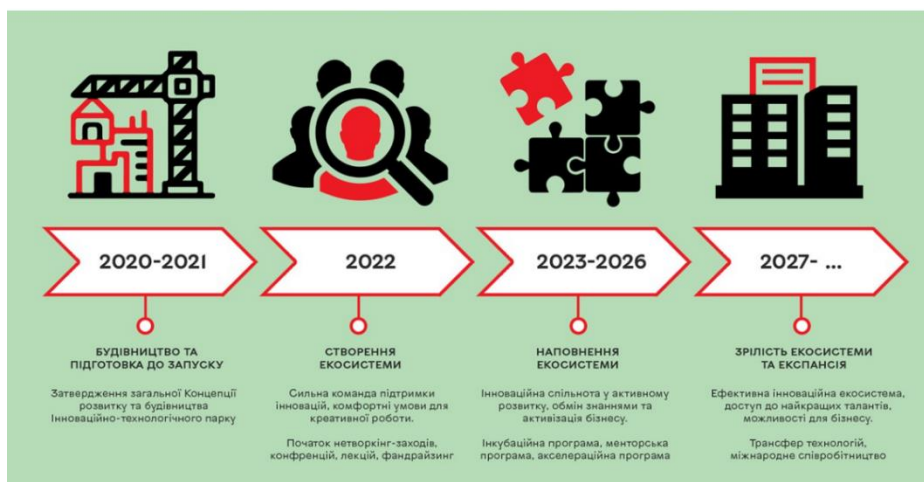 2020-2021
2022
2023-2026
2027- ...
БУДІВНИЦТВО ТА
ПІДГОТОВКА ДО ЗАПУСКУ
Затвердження загальної Концепції
розвитку та будівництва
Інноваційно-технологічного парку
СТВОРЕННЯ
ЕКОСИСТЕМИ
Сильна команда підтримки
інновацій, комфортні умови для
креативної роботи.
Початок нетворкінг-заходів,
конференцій, лекцій, фандрайзинг
НАПОВНЕННЯ
ЕКОСИСТЕМИ
Інноваційна спільнота у активному
розвитку, обмін знаннями та
активізація бізнесу.
Інкубаційна програма, менторська
програма, акселераційна програма
ЗРІЛІСТЬ ЕКОСИСТЕМИ
ТА ЕКСПАНСІЯ
Ефективна інноваційна екосистема,
доступ до найкращих талантів,
можливості для бізнесу.
Трансфер технологій,
міжнародне співробітництво